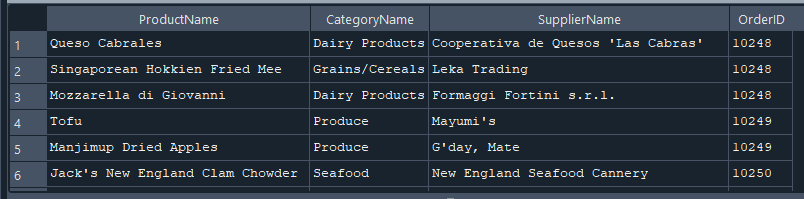 ProductName CategoryName SupplierName OrderID
1 Queso Cabrales Dairy Products Cooperativa de Quesos 'Las Cabras' 10248
2 Singaporean Hokkien Fried Mee Grains/Cereals Leka Trading 10248
3 Mozzarella di Giovanni Dairy Products Formaggi Fortini s.r.l. 10248
4 Tofu Produce Mayumi's 10249
5 Manjimup Dried Apples Produce G'day, Mate 10249
6 Jack's New England Clam Chowder Seafood New England Seafood Cannery 10250